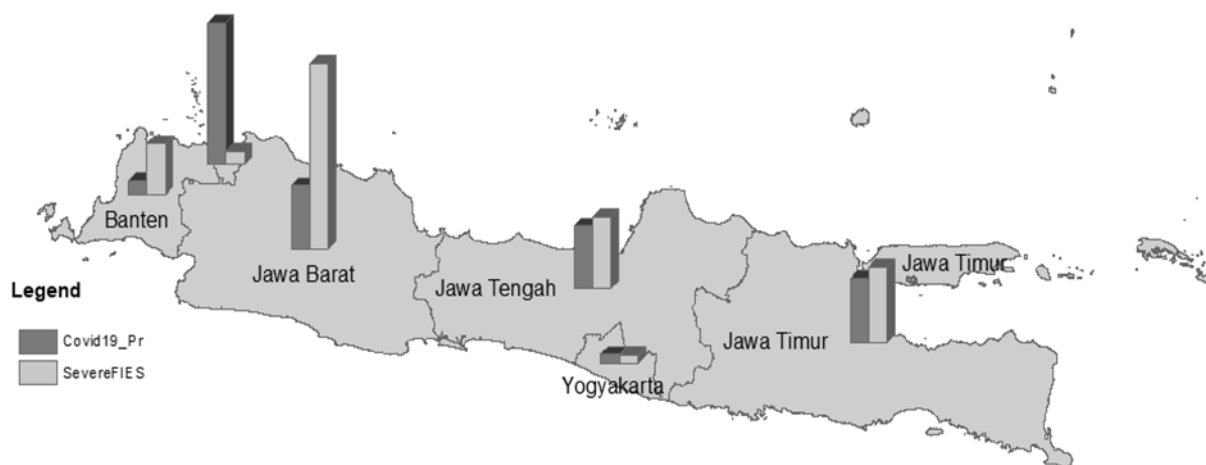 Banten
Jawa Barat
Jawa Tengah
Jawa Timur
Jawa Timur
Yogyakarta
Legend
Covid19_Pr
SevereFIES